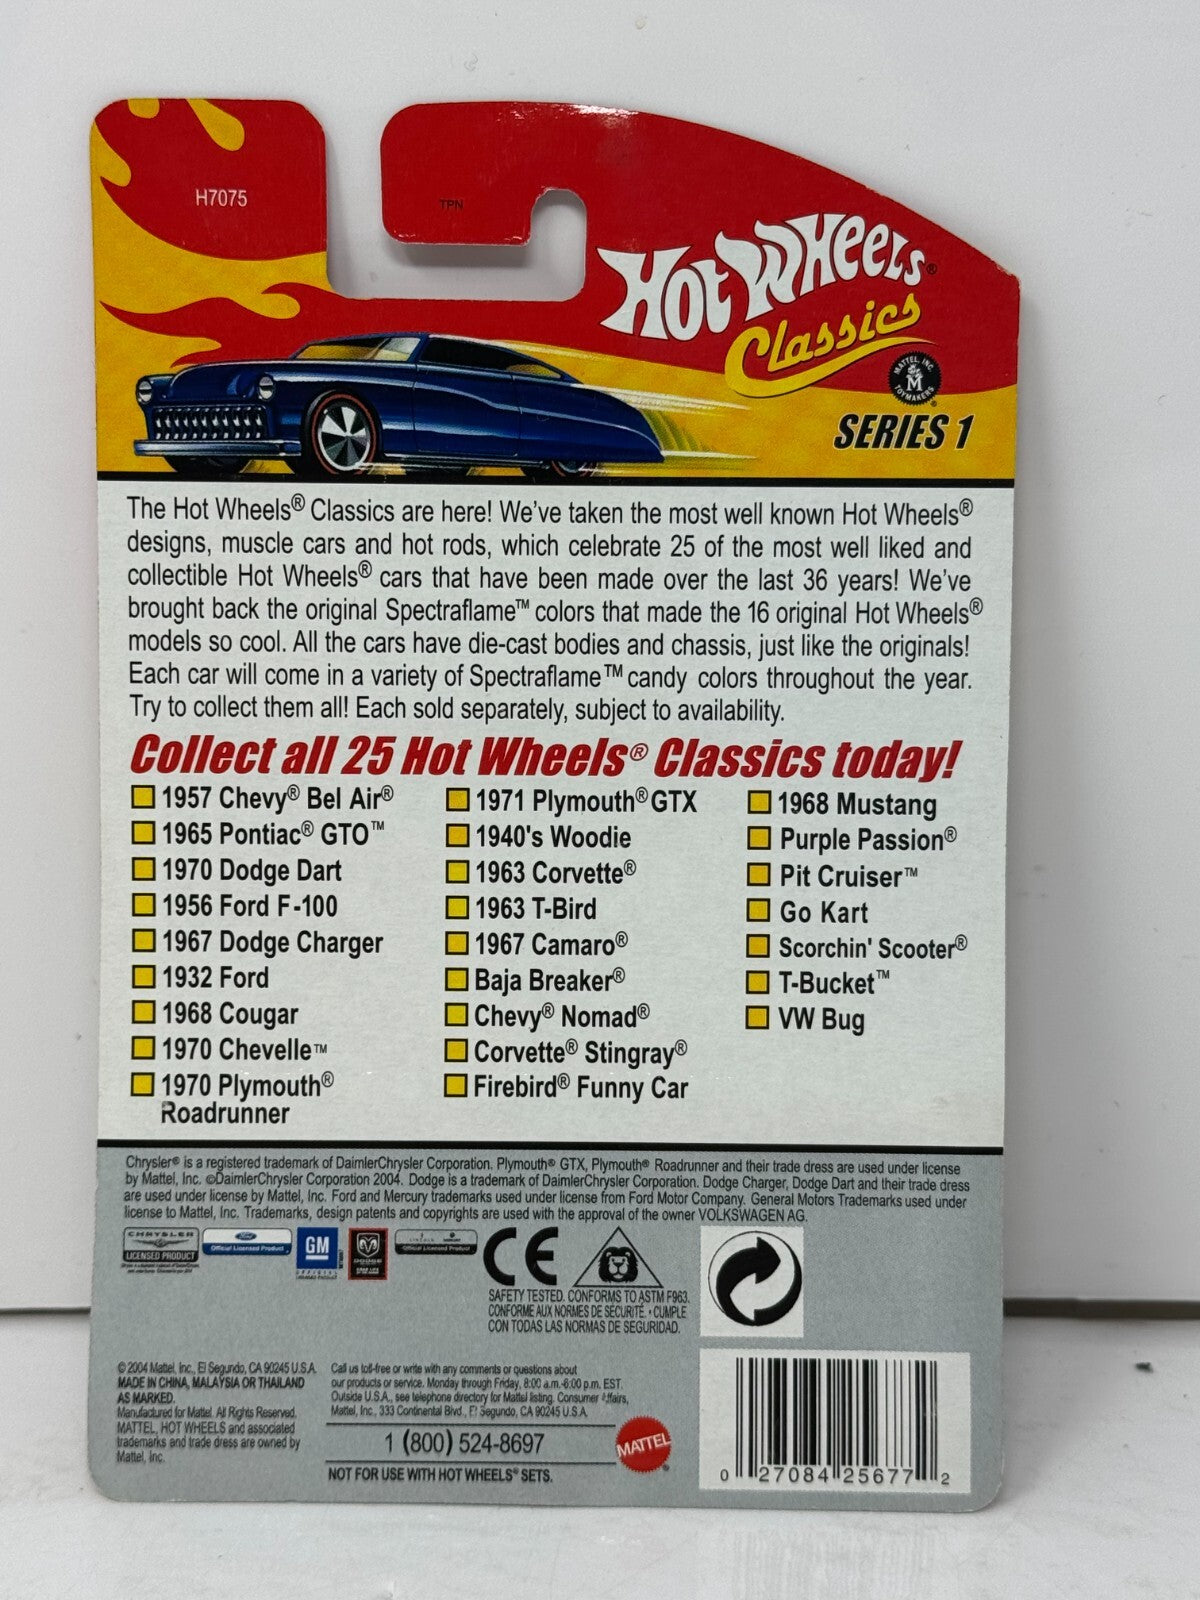 H7075
TPN
HOT WHEELS®
Classics
MATTEL, INC.
M
TOYMAKERS
®
SERIES 1
The Hot Wheels® Classics are here! We've taken the most well known Hot Wheels®
designs, muscle cars and hot rods, which celebrate 25 of the most well liked and
collectible Hot Wheels® cars that have been made over the last 36 years! We've
brought back the original Spectraflame™ colors that made the 16 original Hot Wheels®
models so cool. All the cars have die-cast bodies and chassis, just like the originals!
Each car will come in a variety of Spectraflame™ candy colors throughout the year.
Try to collect them all! Each sold separately, subject to availability.
Collect all 25 Hot Wheels® Classics today!
1957 Chevy® Bel Air®
1965 Pontiac® GTO™
1970 Dodge Dart
1956 Ford F-100
1967 Dodge Charger
1932 Ford
1968 Cougar
1970 Chevelle™
1970 Plymouth®
Roadrunner
1971 Plymouth® GTX
1940's Woodie
1963 Corvette®
1963 T-Bird
1967 Camaro®
Baja Breaker®
Chevy® Nomad®
Corvette® Stingray®
Firebird® Funny Car
1968 Mustang
Purple Passion®
Pit Cruiser™
Go Kart
Scorchin' Scooter®
T-Bucket™
VW Bug
Chrysler® is a registered trademark of DaimlerChrysler Corporation. Plymouth® GTX, Plymouth® Roadrunner and their trade dress are used under license
by Mattel, Inc. ©DaimlerChrysler Corporation 2004. Dodge is a trademark of DaimlerChrysler Corporation. Dodge Charger, Dodge Dart and their trade dress
are used under license by Mattel, Inc. Ford and Mercury trademarks used under license from Ford Motor Company. General Motors Trademarks used under
license to Mattel, Inc. Trademarks, design patents and copyrights are used with the approval of the owner VOLKSWAGEN AG.
CHRYSLER
LICENSED PRODUCT
Ford
Official Licensed Product
GM
DODGE
LINCOLN MERCURY
Official Licensed Product
CE
SAFETY TESTED. CONFORMS TO ASTM F963.
CONFORME AUX NORMES DE SÉCURITÉ. • CUMPLE
CON TODAS LAS NORMAS DE SEGURIDAD.
© 2004 Mattel, Inc., El Segundo, CA 90245 U.S.A.
MADE IN CHINA, MALAYSIA OR THAILAND
AS MARKED.
Manufactured for Mattel. All Rights Reserved.
MATTEL, HOT WHEELS and associated
trademarks and trade dress are owned by
Mattel, Inc.
Call us toll-free or write with any comments or questions about
our products or service. Monday through Friday, 8:00 a.m.-6:00 p.m. EST.
Outside U.S.A., see telephone directory for Mattel listing. Consumer Affairs,
Mattel, Inc., 333 Continental Blvd., El Segundo, CA 90245 U.S.A.
1 (800) 524-8697
NOT FOR USE WITH HOT WHEELS® SETS.
MATTEL®
0 27084 25677 2